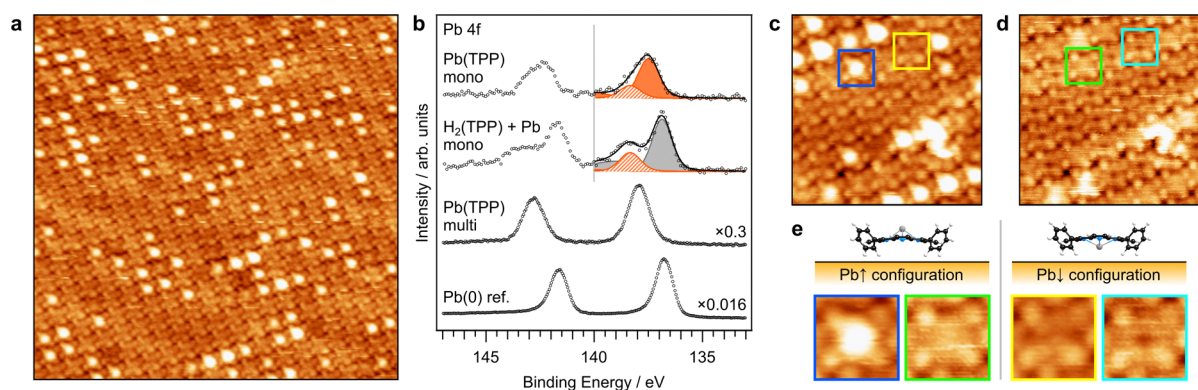 a
b
Pb 4f
Pb(TPP)
mono
H₂(TPP) + Pb
mono
Pb(TPP)
multi
×0.3
Pb(0) ref.
×0.016
Intensity / arb. units
145
140
135
Binding Energy / eV
c
d
e
Pb↑ configuration
Pb↓ configuration